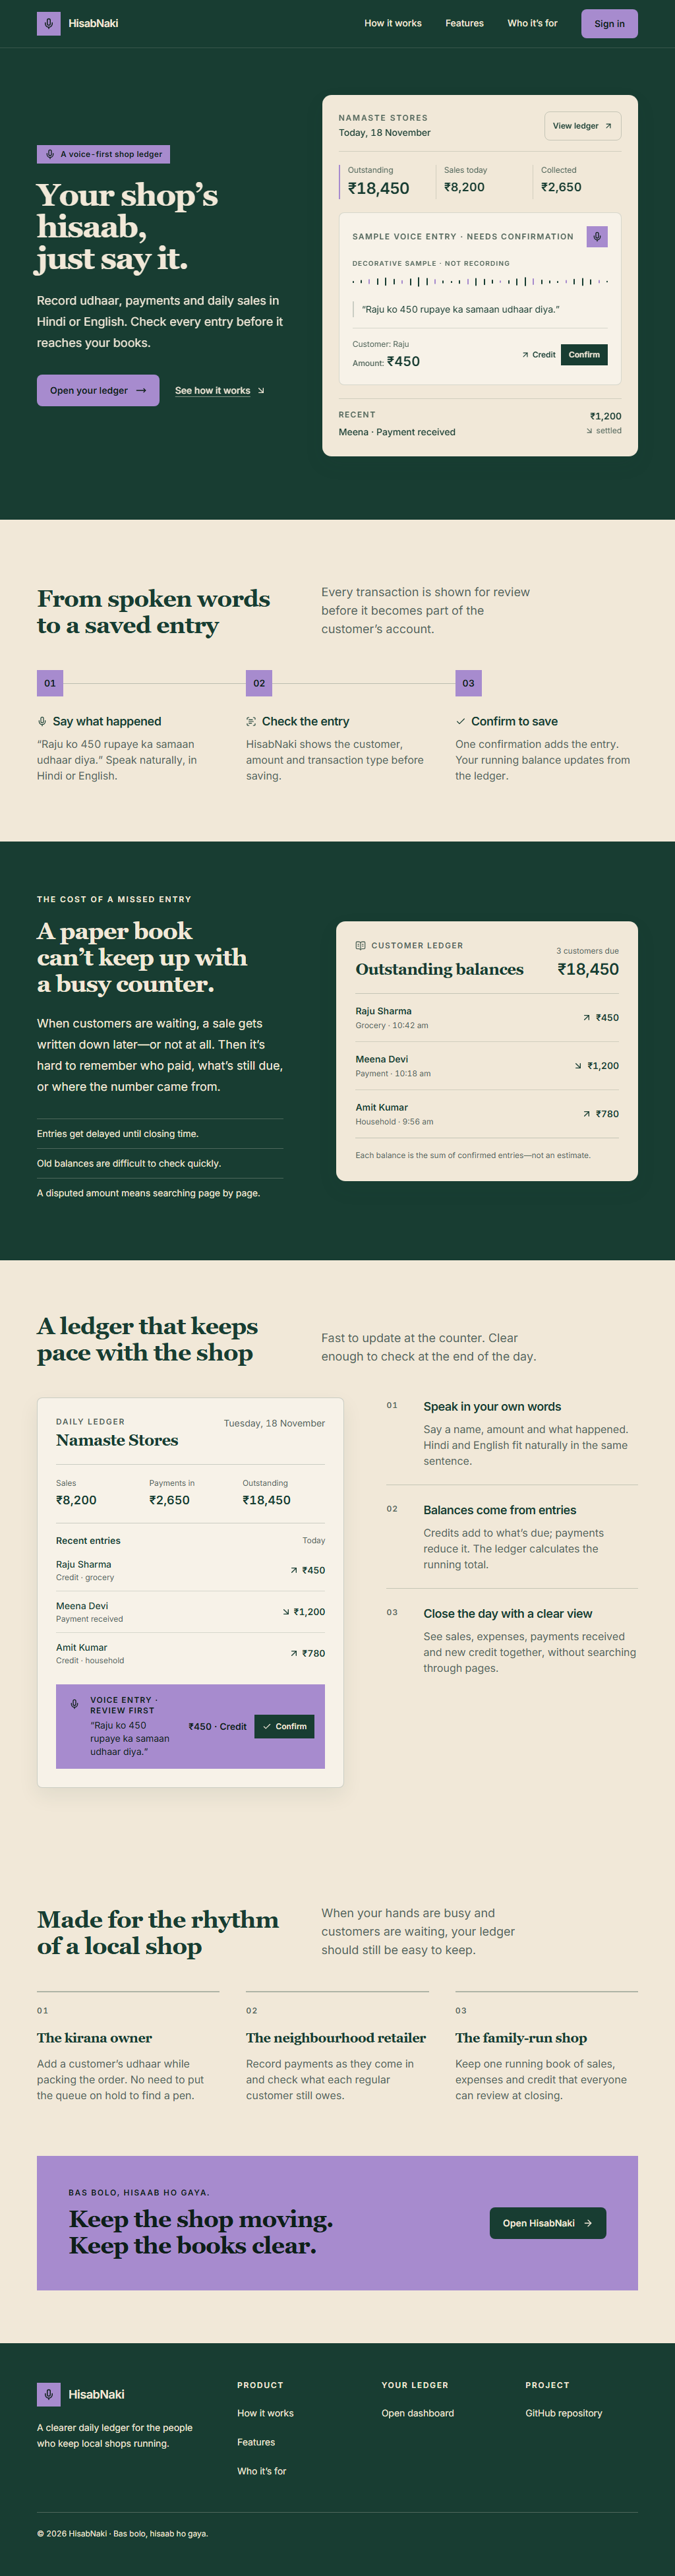 HisabNaki
How it works
Features
Who it’s for
Sign in
A voice-first shop ledger
Your shop’s
hisaab,
just say it.
Record udhaar, payments and daily sales in
Hindi or English. Check every entry before it
reaches your books.
Open your ledger
See how it works
NAMASTE STORES
Today, 18 November
View ledger
Outstanding
₹18,450
Sales today
₹8,200
Collected
₹2,650
SAMPLE VOICE ENTRY · NEEDS CONFIRMATION
DECORATIVE SAMPLE · NOT RECORDING
“Raju ko 450 rupaye ka samaan udhaar diya.”
Customer: Raju
Amount: ₹450
Credit
Confirm
RECENT
Meena · Payment received
₹1,200
settled
From spoken words
to a saved entry
Every transaction is shown for review
before it becomes part of the
customer’s account.
01
Say what happened
“Raju ko 450 rupaye ka samaan
udhaar diya.” Speak naturally, in
Hindi or English.
02
Check the entry
HisabNaki shows the customer,
amount and transaction type before
saving.
03
Confirm to save
One confirmation adds the entry.
Your running balance updates from
the ledger.
THE COST OF A MISSED ENTRY
A paper book
can’t keep up with
a busy counter.
When customers are waiting, a sale gets
written down later—or not at all. Then it’s
hard to remember who paid, what’s still due,
or where the number came from.
Entries get delayed until closing time.
Old balances are difficult to check quickly.
A disputed amount means searching page by page.
CUSTOMER LEDGER
Outstanding balances
3 customers due
₹18,450
Raju Sharma
Grocery · 10:42 am
₹450
Meena Devi
Payment · 10:18 am
₹1,200
Amit Kumar
Household · 9:56 am
₹780
Each balance is the sum of confirmed entries—not an estimate.
A ledger that keeps
pace with the shop
Fast to update at the counter. Clear
enough to check at the end of the day.
DAILY LEDGER
Namaste Stores
Tuesday, 18 November
Sales
₹8,200
Payments in
₹2,650
Outstanding
₹18,450
Recent entries
Today
Raju Sharma
Credit · grocery
₹450
Meena Devi
Payment received
₹1,200
Amit Kumar
Credit · household
₹780
VOICE ENTRY ·
REVIEW FIRST
“Raju ko 450
rupaye ka samaan
udhaar diya.”
₹450 · Credit
Confirm
01
Speak in your own words
Say a name, amount and what happened.
Hindi and English fit naturally in the same
sentence.
02
Balances come from entries
Credits add to what’s due; payments
reduce it. The ledger calculates the
running total.
03
Close the day with a clear view
See sales, expenses, payments received
and new credit together, without searching
through pages.
Made for the rhythm
of a local shop
When your hands are busy and
customers are waiting, your ledger
should still be easy to keep.
01
The kirana owner
Add a customer’s udhaar while
packing the order. No need to put
the queue on hold to find a pen.
02
The neighbourhood retailer
Record payments as they come in
and check what each regular
customer still owes.
03
The family-run shop
Keep one running book of sales,
expenses and credit that everyone
can review at closing.
BAS BOLO, HISAAB HO GAYA.
Keep the shop moving.
Keep the books clear.
Open HisabNaki
HisabNaki
A clearer daily ledger for the people
who keep local shops running.
PRODUCT
How it works
Features
Who it’s for
YOUR LEDGER
Open dashboard
PROJECT
GitHub repository
© 2026 HisabNaki · Bas bolo, hisaab ho gaya.